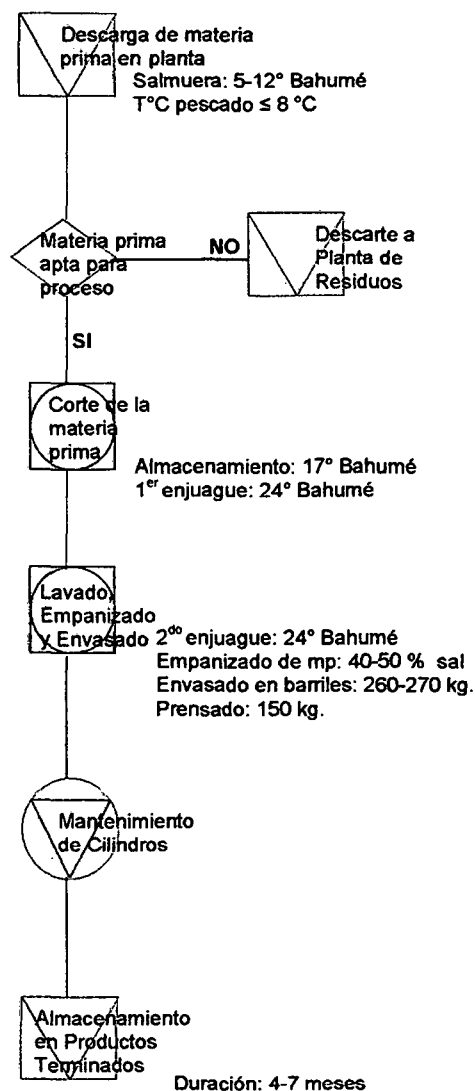 Descarga de materia
prima en planta
Salmuera: 5-12° Bahumé
T°C pescado ≤ 8 °C
Materia prima
apta para
proceso
NO
Descarte a
Planta de
Residuos
SI
Corte de la
materia
prima
Almacenamiento: 17° Bahumé
1er enjuague: 24° Bahumé
Lavado,
Empanizado
y Envasado
2do enjuague: 24° Bahumé
Empanizado de mp: 40-50 % sal
Envasado en barriles: 260-270 kg.
Prensado: 150 kg.
Mantenimiento
de Cilindros
Almacenamiento
en Productos
Terminados
Duración: 4-7 meses